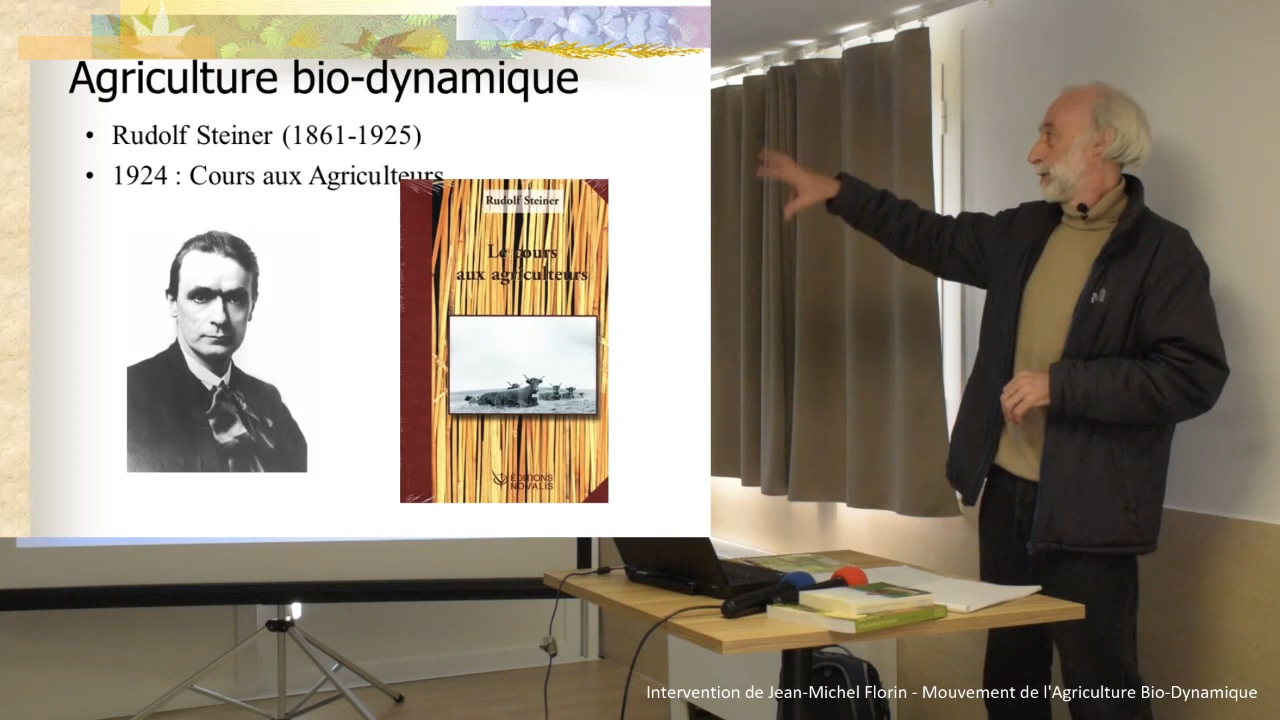 Agriculture bio-dynamique
• Rudolf Steiner (1861-1925)
• 1924 : Cours aux Agriculteurs
Rudolf Steiner
Le cours
aux agriculteurs
EDITIONS
NOVALIS
Intervention de Jean-Michel Florin - Mouvement de l'Agriculture Bio-Dynamique